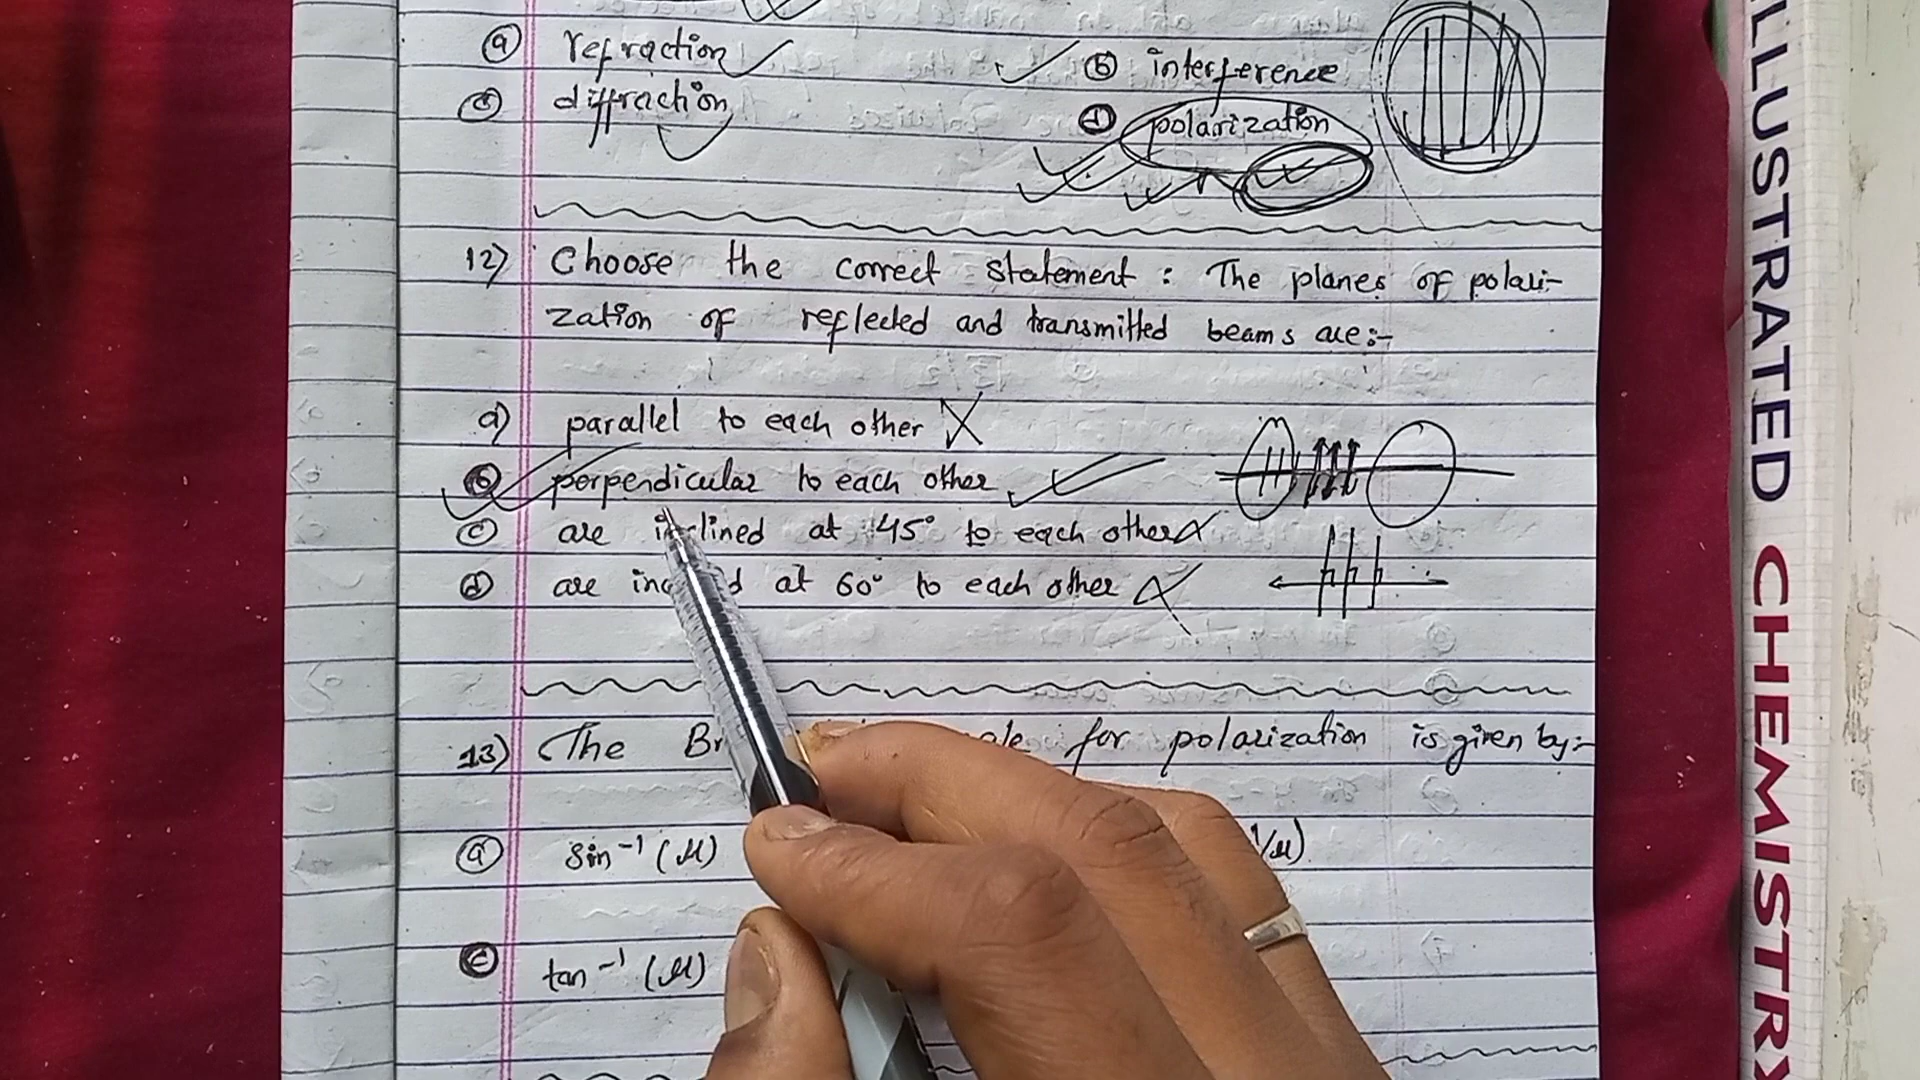 (a) refraction
(b) interference
(c) diffraction
(d) polarization
12) Choose the correct statement : The planes of polari-
zation of reflected and transmitted beams are:-
a) parallel to each other
(b) perpendicular to each other
(c) are inclined at 45° to each other
(d) are at 60° to each other
13) The for polarization is given by:-
(a) sin⁻¹ (μ)
1/μ)
(c) tan⁻¹ (μ)
ILLUSTRATED CHEMISTRY